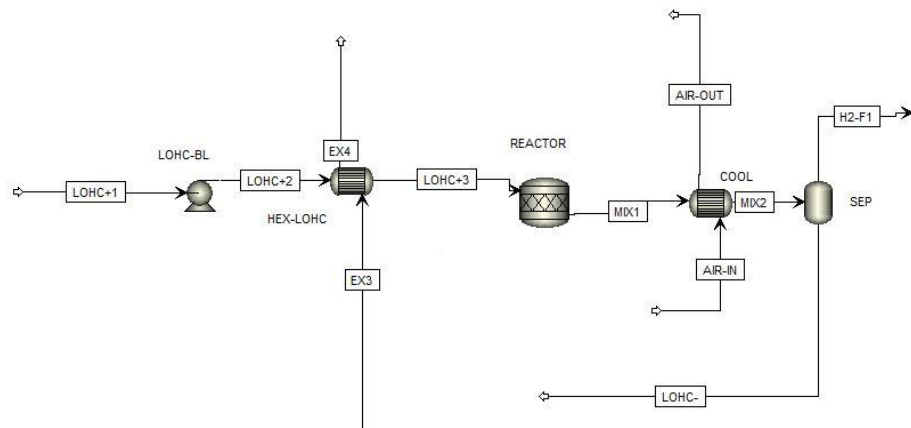 AIR-OUT
H2-F1
REACTOR
LOHC-BL
EX4
COOL
LOHC+1
LOHC+2
LOHC+3
MIX1
MIX2
SEP
HEX-LOHC
AIR-IN
EX3
LOHC-